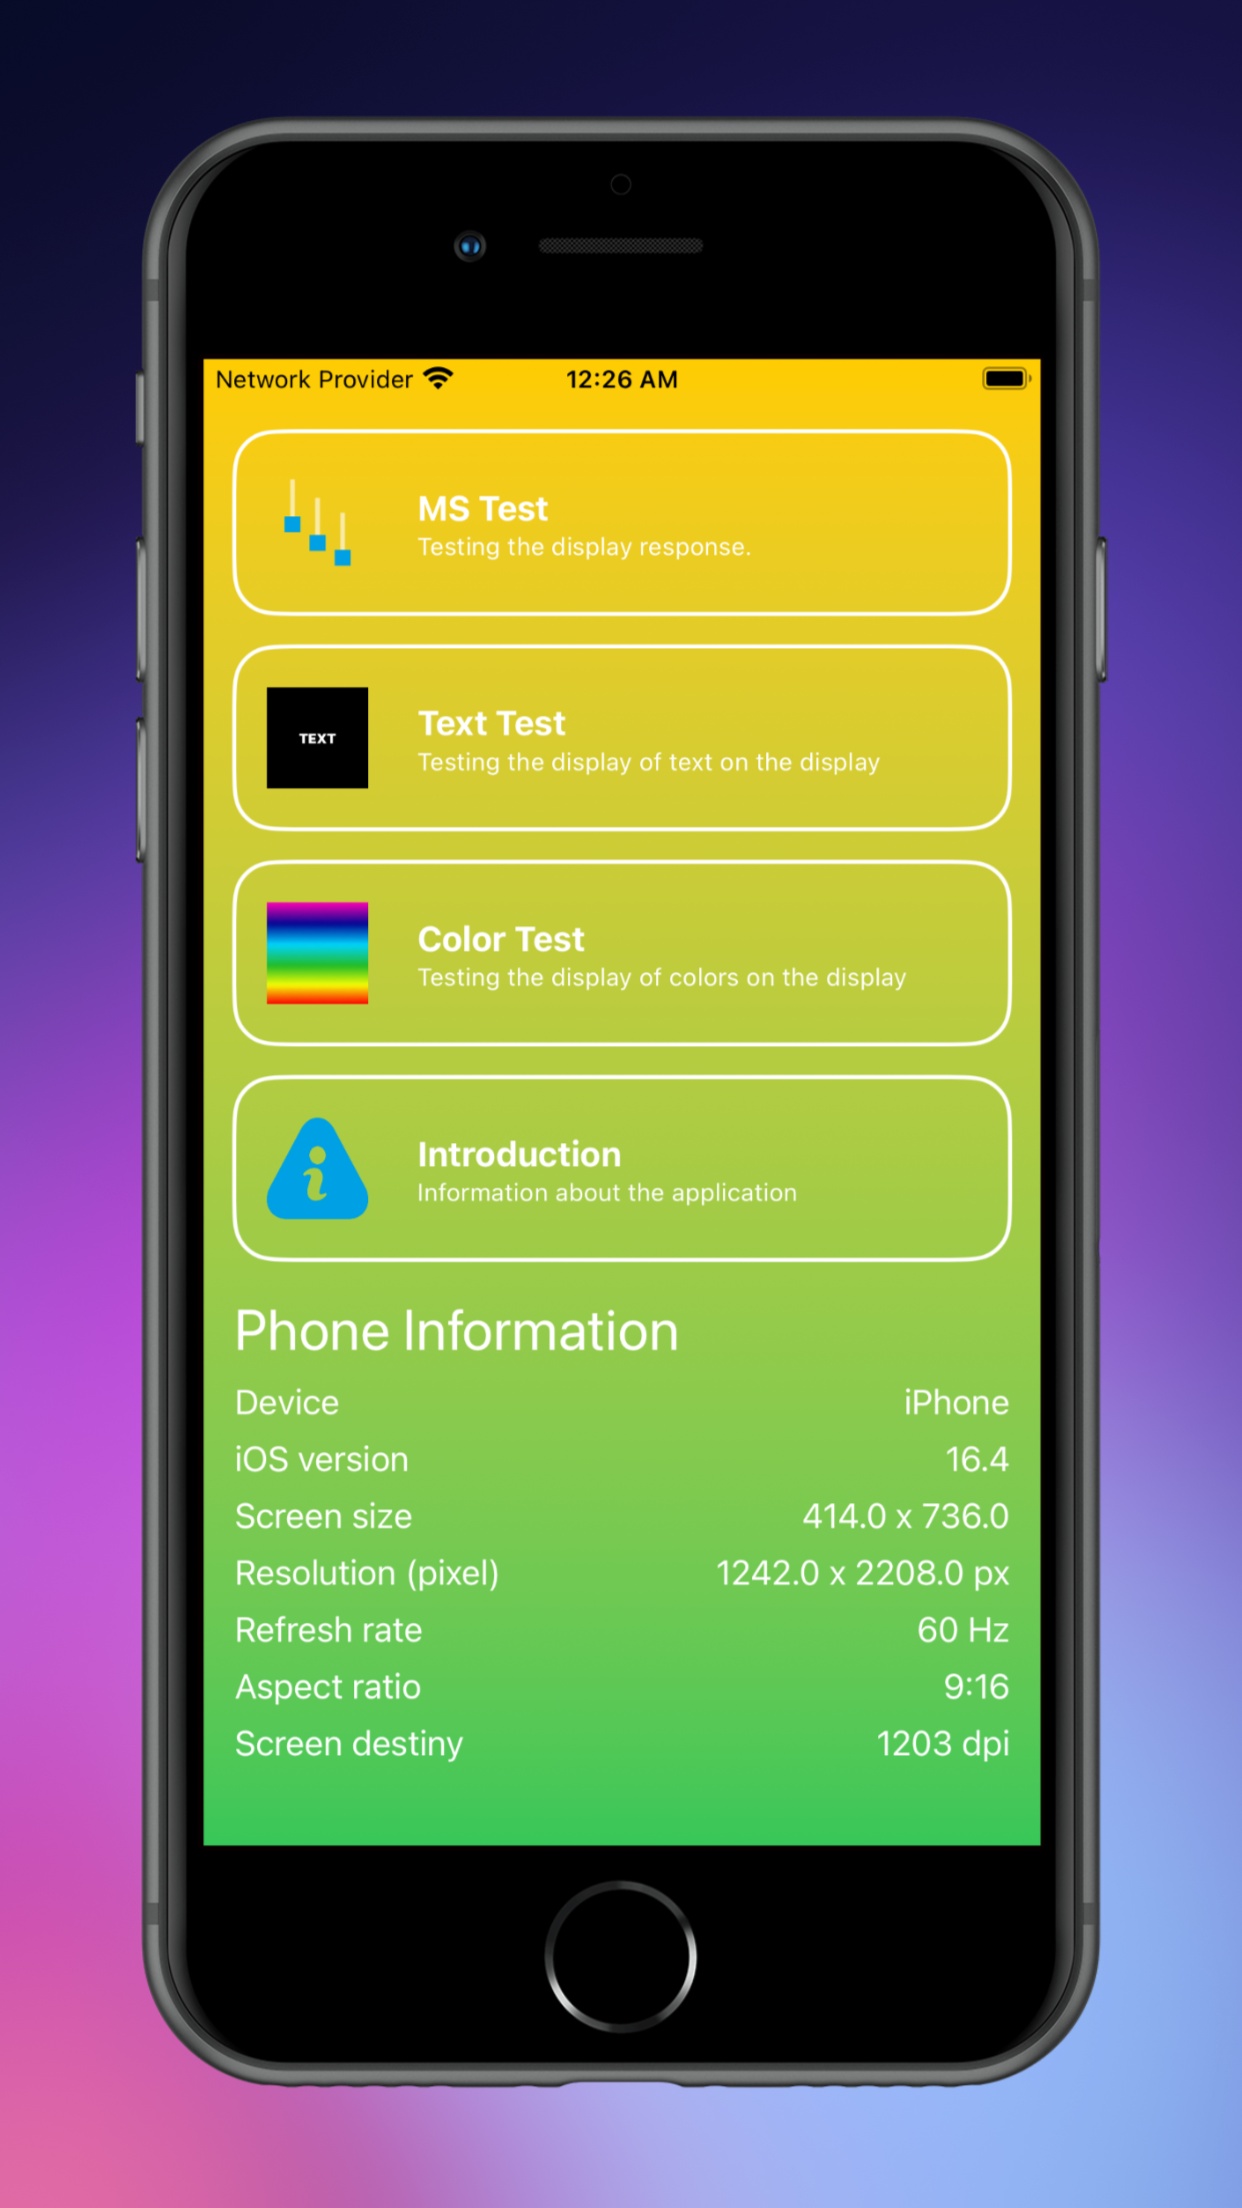 Network Provider 12:26 AM
MS Test
Testing the display response.
TEXT
Text Test
Testing the display of text on the display
Color Test
Testing the display of colors on the display
Introduction
Information about the application
Phone Information
Device iPhone
iOS version 16.4
Screen size 414.0 x 736.0
Resolution (pixel) 1242.0 x 2208.0 px
Refresh rate 60 Hz
Aspect ratio 9:16
Screen destiny 1203 dpi